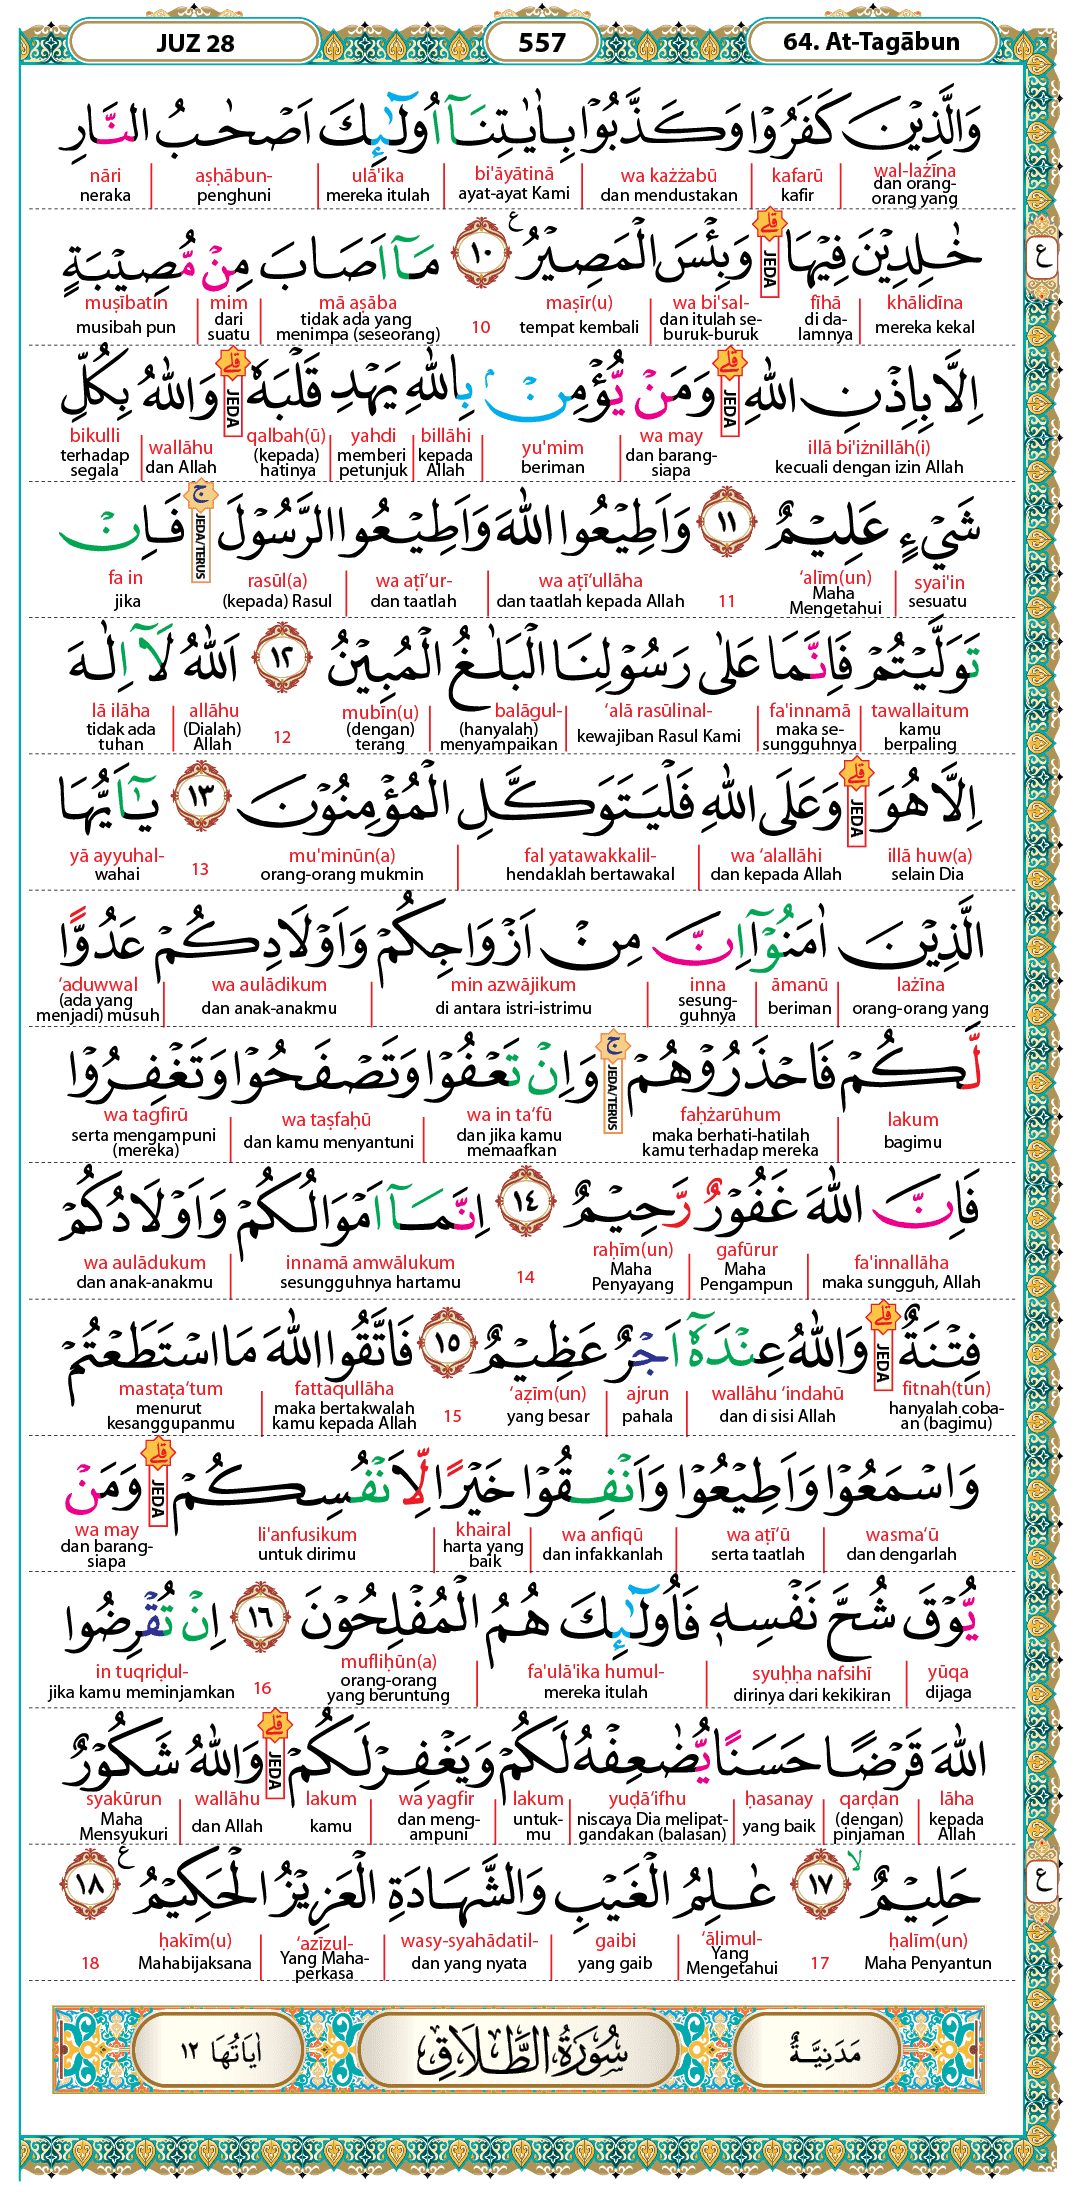 JUZ 28
557
64. At-Tagābun
وَالَّذِيْنَ كَفَرُوْا وَكَذَّبُوْا بِاٰيٰتِنَآ اُولٰۤىِٕكَ اَصْحٰبُ النَّارِ
wal-lażīna kafarū wa każżabū bi'āyātinā ulā'ika aṣḥābun- nāri
dan orang-orang yang kafir dan mendustakan ayat-ayat Kami mereka itulah penghuni neraka
خٰلِدِيْنَ فِيْهَاۗ وَبِئْسَ الْمَصِيْرُ ࣖ ١٠ مَآ اَصَابَ مِنْ مُّصِيْبَةٍ
JEDA
khālidīna fīhā wa bi'sal- maṣīr(u) 10 mā aṣāba mim muṣībatin
mereka kekal di da-lamnya dan itulah se-buruk-buruk tempat kembali tidak ada yang menimpa (seseorang) dari suatu musibah pun
اِلَّا بِاِذْنِ اللّٰهِ ۗوَمَنْ يُّؤْمِنْۢ بِاللّٰهِ يَهْدِ قَلْبَهٗ ۗوَاللّٰهُ بِكُلِّ
JEDA JEDA
illā bi'iżnillāh(i) wa may yu'mim billāhi yahdi qalbah(ū) wallāhu bikulli
kecuali dengan izin Allah dan barang-siapa beriman kepada Allah memberi petunjuk (kepada) hatinya dan Allah terhadap segala
شَيْءٍ عَلِيْمٌ ١١ وَاَطِيْعُوا اللّٰهَ وَاَطِيْعُوا الرَّسُوْلَۚ فَاِنْ
JEDA/TERUS
syai'in ‘alīm(un) 11 wa aṭī‘ullāha wa aṭī‘ur- rasūl(a) fa in
sesuatu Maha Mengetahui dan taatlah kepada Allah dan taatlah (kepada) Rasul jika
تَوَلَّيْتُمْ فَاِنَّمَا عَلٰى رَسُوْلِنَا الْبَلٰغُ الْمُبِيْنُ ١٢ اَللّٰهُ لَآ اِلٰهَ
tawallaitum fa'innamā ‘alā rasūlinal- balāgul- mubīn(u) 12 allāhu lā ilāha
kamu berpaling maka se-sungguhnya kewajiban Rasul Kami (hanyalah) menyampaikan (dengan) terang (Dialah) Allah tidak ada tuhan
اِلَّا هُوَۗ وَعَلَى اللّٰهِ فَلْيَتَوَكَّلِ الْمُؤْمِنُوْنَ ١٣ يٰٓاَيُّهَا
JEDA
illā huw(a) wa ‘alallāhi fal yatawakkalil- mu'minūn(a) 13 yā ayyuhal-
selain Dia dan kepada Allah hendaklah bertawakal orang-orang mukmin wahai
الَّذِيْنَ اٰمَنُوْٓا اِنَّ مِنْ اَزْوَاجِكُمْ وَاَوْلَادِكُمْ عَدُوًّا
lażīna āmanū inna min azwājikum wa aulādikum ‘aduwwal
orang-orang yang beriman sesung-guhnya di antara istri-istrimu dan anak-anakmu (ada yang menjadi) musuh
لَّكُمْ فَاحْذَرُوْهُمْۚ وَاِنْ تَعْفُوْا وَتَصْفَحُوْا وَتَغْفِرُوْا
JEDA/TERUS
lakum faḥżarūhum wa in ta‘fū wa taṣfaḥū wa tagfirū
bagimu maka berhati-hatilah kamu terhadap mereka dan jika kamu memaafkan dan kamu menyantuni serta mengampuni (mereka)
فَاِنَّ اللّٰهَ غَفُوْرٌ رَّحِيْمٌ ١٤ اِنَّمَآ اَمْوَالُكُمْ وَاَوْلَادُكُمْ
fa'innallāha gafūrur raḥīm(un) 14 innamā amwālukum wa aulādukum
maka sungguh, Allah Maha Pengampun Maha Penyayang sesungguhnya hartamu dan anak-anakmu
فِتْنَةٌ ۗوَاللّٰهُ عِنْدَهٗٓ اَجْرٌ عَظِيْمٌ ١٥ فَاتَّقُوا اللّٰهَ مَا اسْتَطَعْتُمْ
JEDA
fitnah(tun) wallāhu ‘indahū ajrun ‘aẓīm(un) 15 fattaqullāha mastaṭa‘tum
hanyalah coba-an (bagimu) dan di sisi Allah pahala yang besar maka bertakwalah kamu kepada Allah menurut kesanggupanmu
وَاسْمَعُوْا وَاَطِيْعُوْا وَاَنْفِقُوْا خَيْرًا لِّاَنْفُسِكُمْۗ وَمَنْ
JEDA
wasma‘ū wa aṭī‘ū wa anfiqū khairal li'anfusikum wa may
dan dengarlah serta taatlah dan infakkanlah harta yang baik untuk dirimu dan barang-siapa
يُّوْقَ شُحَّ نَفْسِهٖ فَاُولٰۤىِٕكَ هُمُ الْمُفْلِحُوْنَ ١٦ اِنْ تُقْرِضُوا
yūqa syuḥḥa nafsihī fa'ulā'ika humul- mufliḥūn(a) 16 in tuqriḍul-
dijaga dirinya dari kekikiran mereka itulah orang-orang yang beruntung jika kamu meminjamkan
اللّٰهَ قَرْضًا حَسَنًا يُّضٰعِفْهُ لَكُمْ وَيَغْفِرْ لَكُمْۗ وَاللّٰهُ شَكُوْرٌ
JEDA
lāha qarḍan ḥasanay yuḍā‘ifhu lakum wa yagfir lakum wallāhu syakūrun
kepada Allah (dengan) pinjaman yang baik niscaya Dia melipat-gandakan (balasan) untuk-mu dan meng-ampuni kamu dan Allah Maha Mensyukuri
حَلِيْمٌۙ ١٧ عٰلِمُ الْغَيْبِ وَالشَّهَادَةِ الْعَزِيْزُ الْحَكِيْمُ ࣖ ١٨
ḥalīm(un) 17 ‘ālimul- gaibi wasy-syahādatil- ‘azīzul- ḥakīm(u) 18
Maha Penyantun Yang Mengetahui yang gaib dan yang nyata Yang Maha-perkasa Mahabijaksana
ع
ع
مَدَنِيَّةٌ
سُوْرَةُ الطَّلَاقِ
اٰيَاتُهَا ١٢